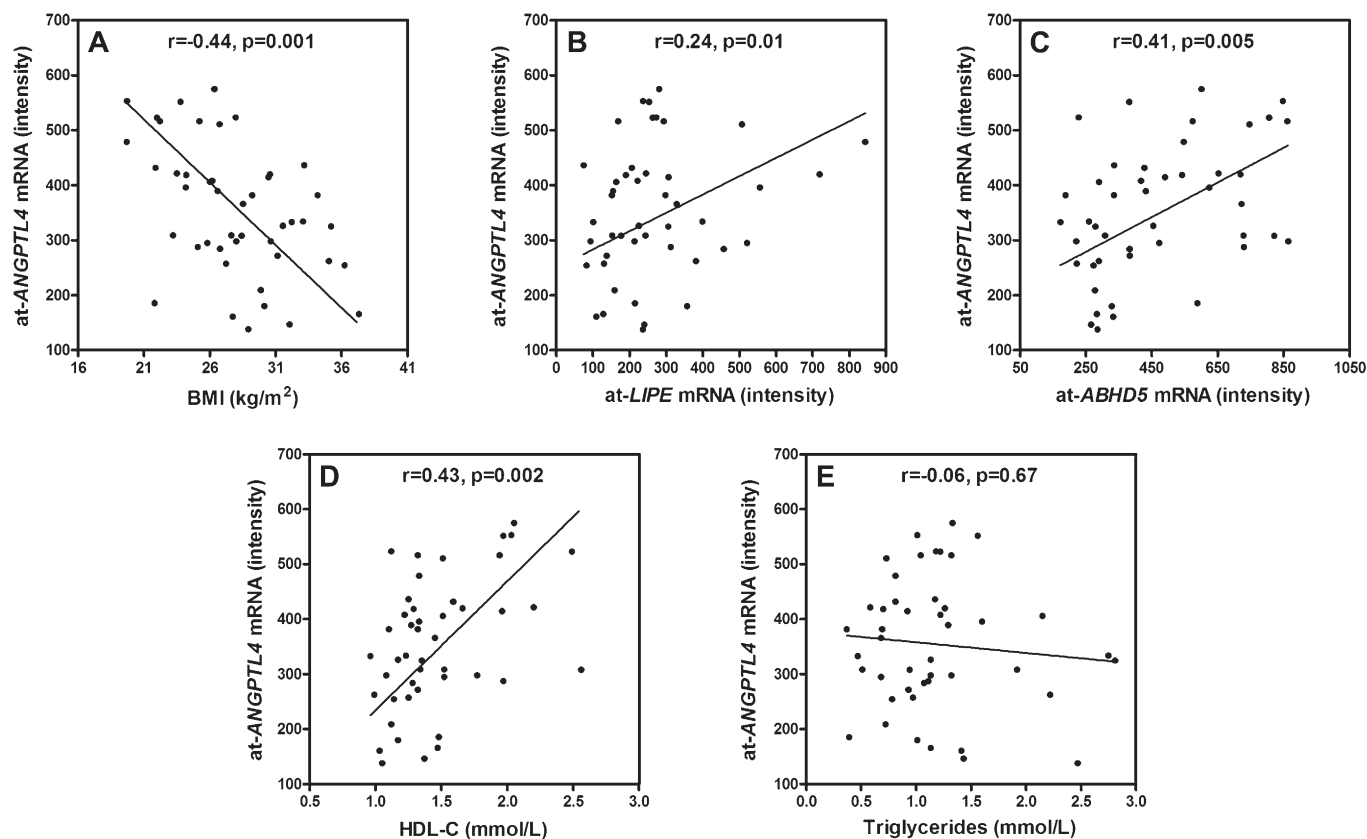 A
r=-0.44, p=0.001
700
600
500
400
300
200
100
at-ANGPTL4 mRNA (intensity)
16 21 26 31 36 41
BMI (kg/m²)
B
r=0.24, p=0.01
700
600
500
400
300
200
100
at-ANGPTL4 mRNA (intensity)
0 100 200 300 400 500 600 700 800 900
at-LIPE mRNA (intensity)
C
r=0.41, p=0.005
700
600
500
400
300
200
100
at-ANGPTL4 mRNA (intensity)
50 250 450 650 850 1050
at-ABHD5 mRNA (intensity)
D
r=0.43, p=0.002
700
600
500
400
300
200
100
at-ANGPTL4 mRNA (intensity)
0.5 1.0 1.5 2.0 2.5 3.0
HDL-C (mmol/L)
E
r=-0.06, p=0.67
700
600
500
400
300
200
100
at-ANGPTL4 mRNA (intensity)
0.0 0.5 1.0 1.5 2.0 2.5 3.0
Triglycerides (mmol/L)